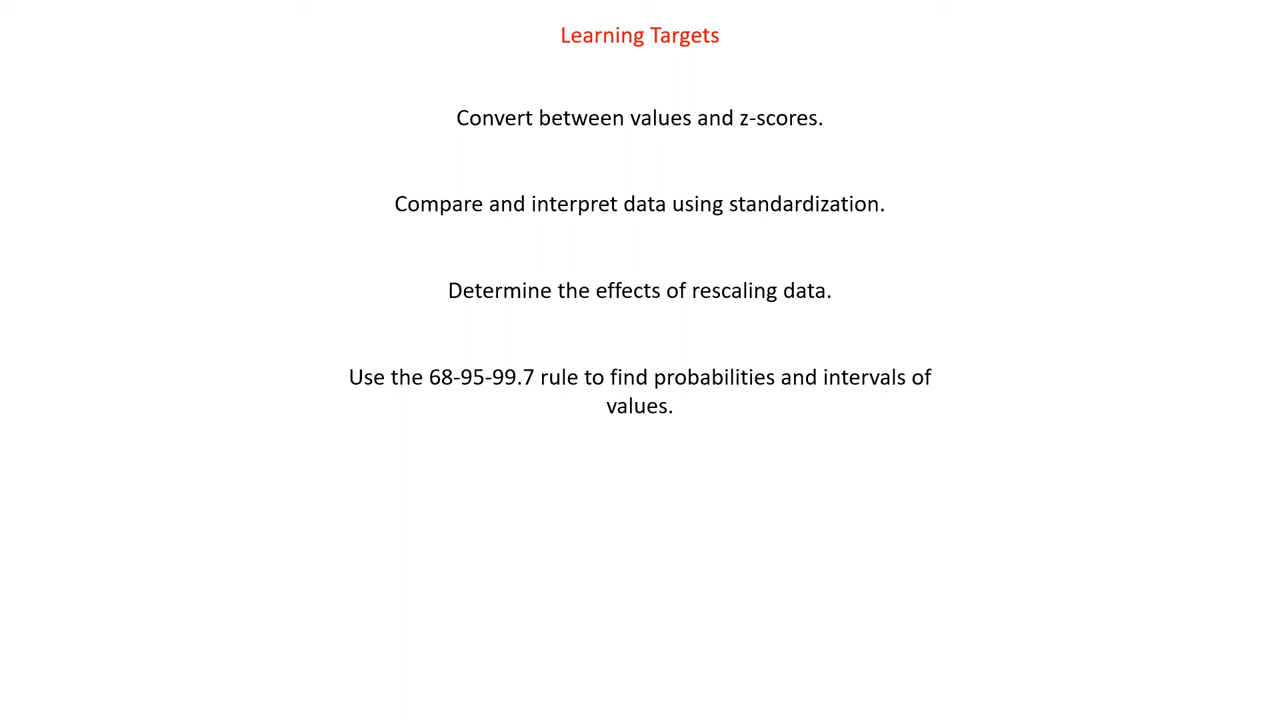 Learning Targets
Convert between values and z-scores.
Compare and interpret data using standardization.
Determine the effects of rescaling data.
Use the 68-95-99.7 rule to find probabilities and intervals of
values.